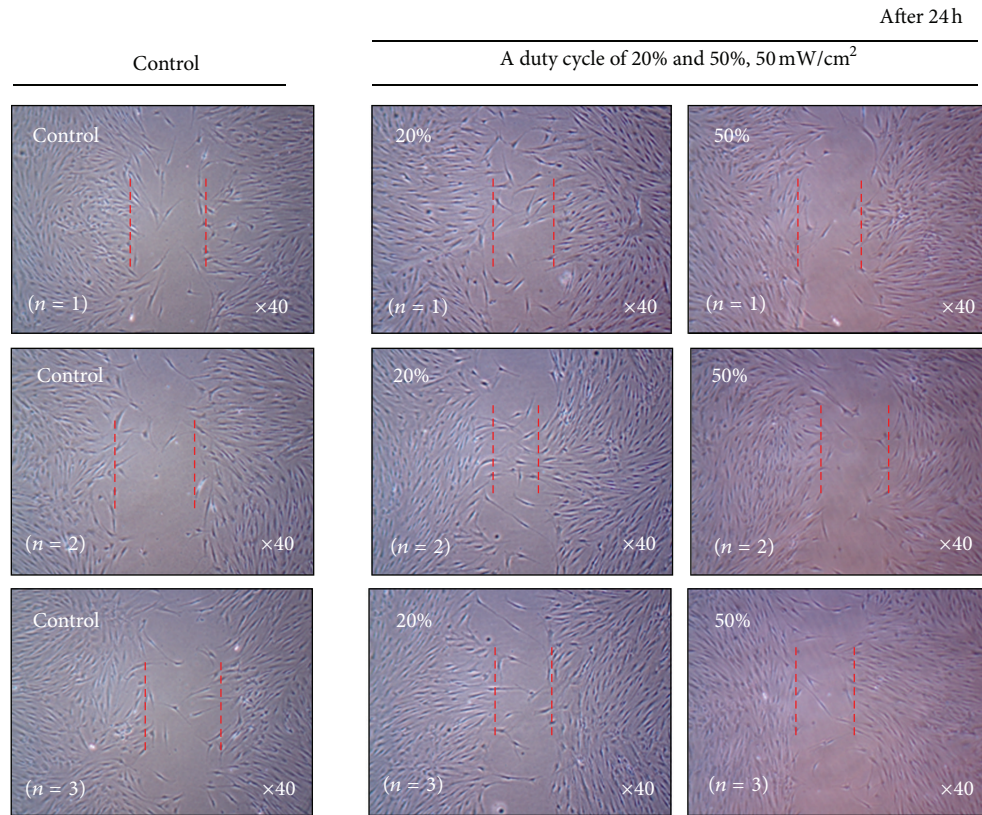 After 24 h
Control
A duty cycle of 20% and 50%, 50 mW/cm²
Control
20%
50%
(n = 1)
×40
(n = 1)
×40
(n = 1)
×40
Control
20%
50%
(n = 2)
×40
(n = 2)
×40
(n = 2)
×40
Control
20%
50%
(n = 3)
×40
(n = 3)
×40
(n = 3)
×40